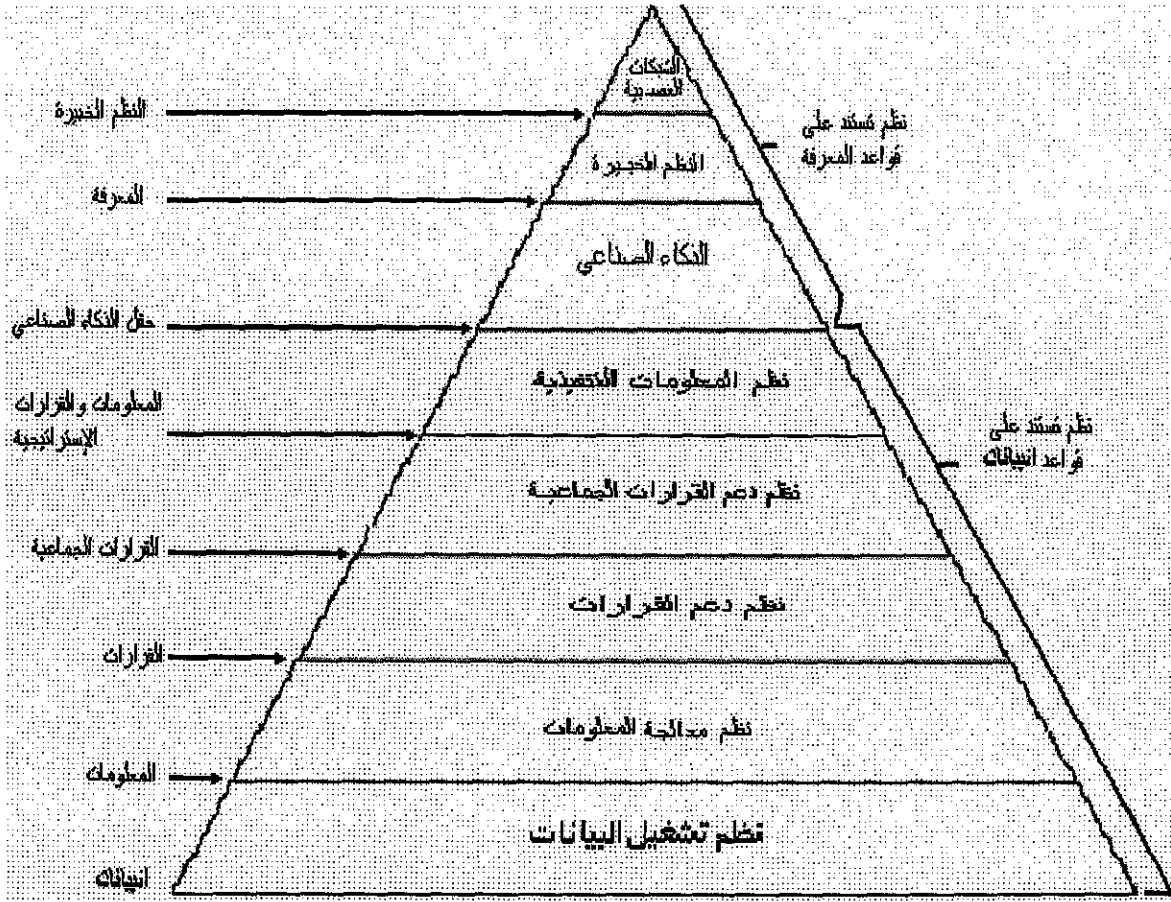 الشبكات
العصبية
النظم الخبيرة
نظم تستند على
قواعد المعرفة
النظم الخبيرة
المعرفة
الذكاء الصناعي
حقل الذكاء الصناعي
نظم المعلومات التنفيذية
المعلومات والقرارات
الإستراتيجية
نظم تستند على
قواعد البيانات
نظم دعم القرارات الجماعية
القرارات الجماعية
نظم دعم القرارات
القرارات
نظم معالجة المعلومات
المعلومات
نظم تشغيل البيانات
البيانات